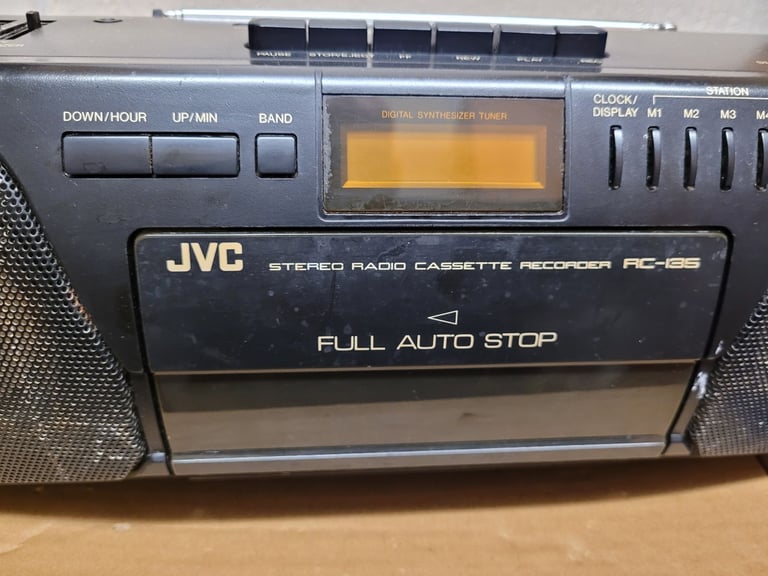 PAUSE STOP/EJECT FF REW PLAY
CLOCK/
DISPLAY
STATION
M1 M2 M3 M4
DOWN/HOUR UP/MIN BAND
DIGITAL SYNTHESIZER TUNER
JVC STEREO RADIO CASSETTE RECORDER RC-135
FULL AUTO STOP